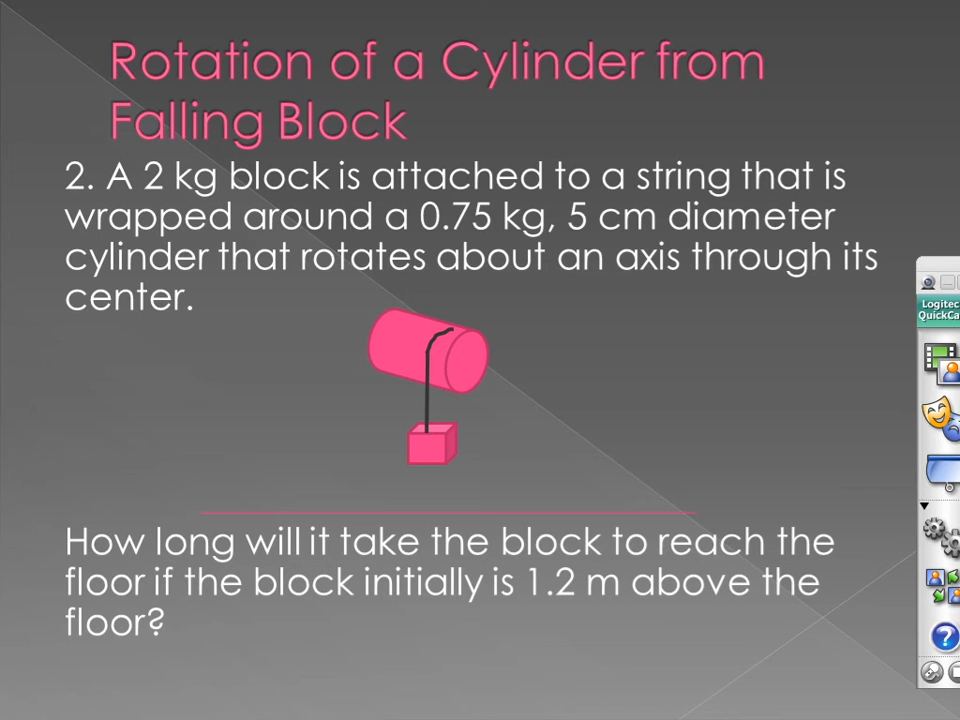 Rotation of a Cylinder from
Falling Block
2. A 2 kg block is attached to a string that is
wrapped around a 0.75 kg, 5 cm diameter
cylinder that rotates about an axis through its
center.
Logitec
QuickCa
How long will it take the block to reach the
floor if the block initially is 1.2 m above the
floor?